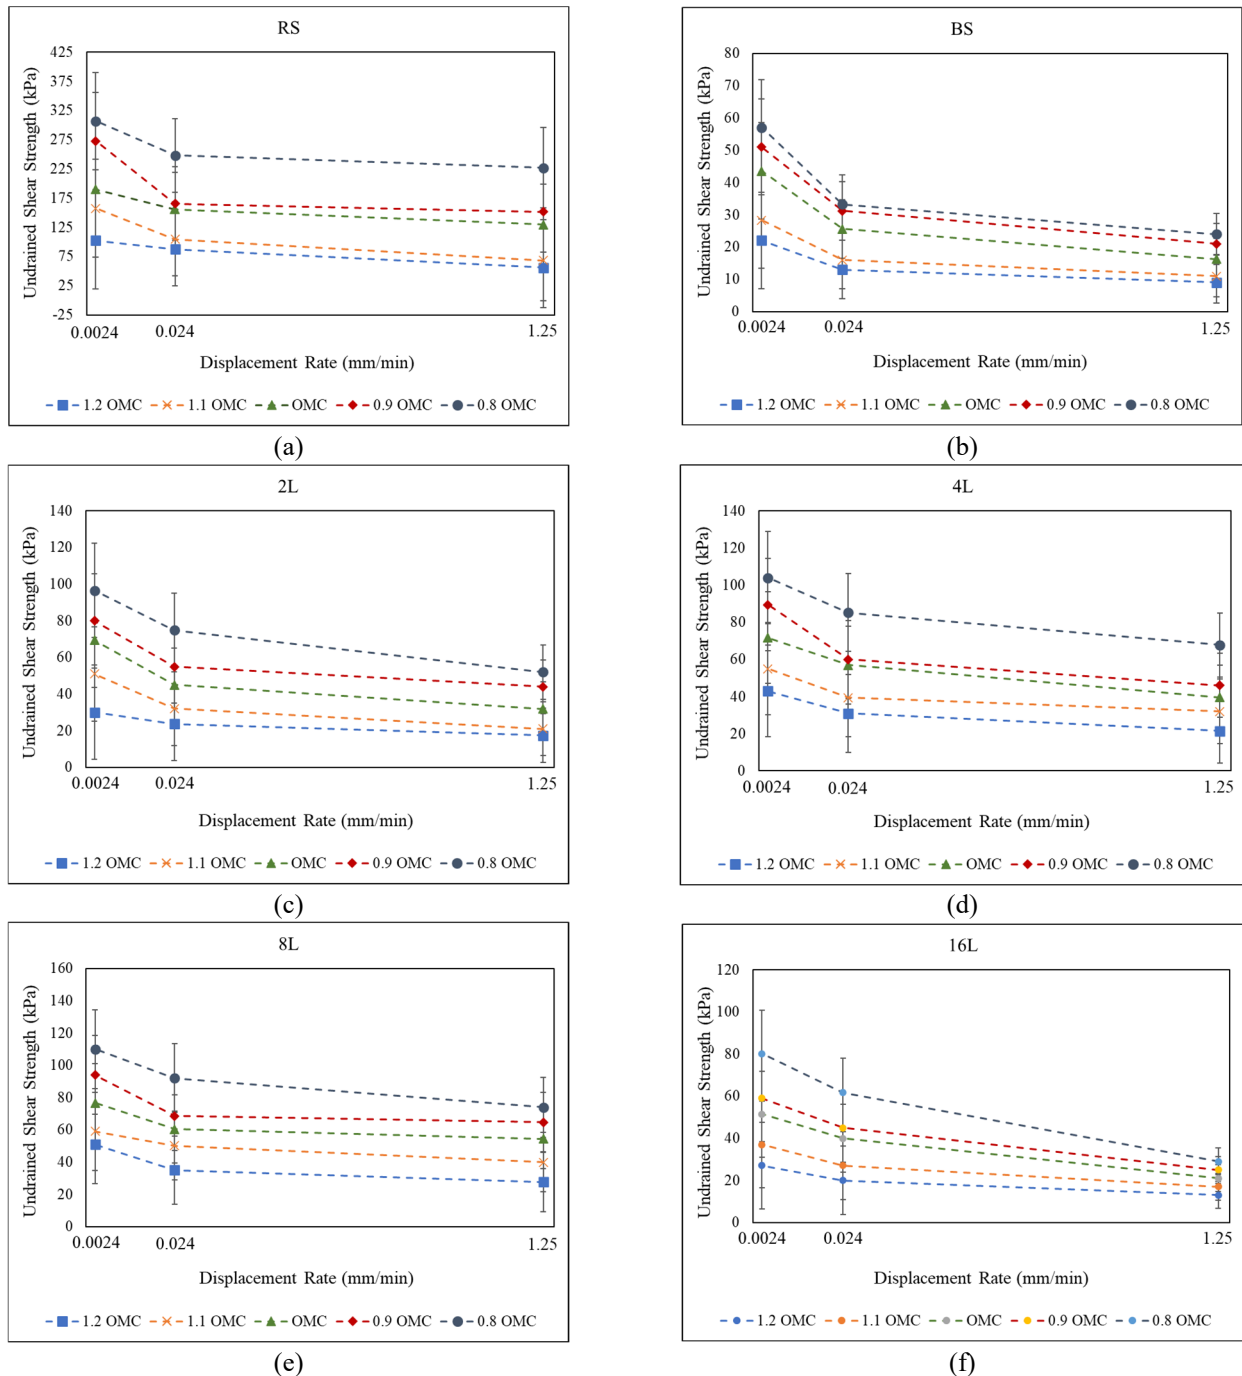 RS
Undrained Shear Strength (kPa)
425
375
325
275
225
175
125
75
25
-25
0.0024
0.024
1.25
Displacement Rate (mm/min)
1.2 OMC 1.1 OMC OMC 0.9 OMC 0.8 OMC
(a)
BS
Undrained Shear Strength (kPa)
80
70
60
50
40
30
20
10
0
0.0024
0.024
1.25
Displacement Rate (mm/min)
1.2 OMC 1.1 OMC OMC 0.9 OMC 0.8 OMC
(b)
2L
Undrained Shear Strength (kPa)
140
120
100
80
60
40
20
0
0.0024
0.024
1.25
Displacement Rate (mm/min)
1.2 OMC 1.1 OMC OMC 0.9 OMC 0.8 OMC
(c)
4L
Undrained Shear Strength (kPa)
140
120
100
80
60
40
20
0
0.0024
0.024
1.25
Displacement Rate (mm/min)
1.2 OMC 1.1 OMC OMC 0.9 OMC 0.8 OMC
(d)
8L
Undrained Shear Strength (kPa)
160
140
120
100
80
60
40
20
0
0.0024
0.024
1.25
Displacement Rate (mm/min)
1.2 OMC 1.1 OMC OMC 0.9 OMC 0.8 OMC
(e)
16L
Undrained Shear Strength (kPa)
120
100
80
60
40
20
0
0.0024
0.024
1.25
Displacement Rate (mm/min)
1.2 OMC 1.1 OMC OMC 0.9 OMC 0.8 OMC
(f)